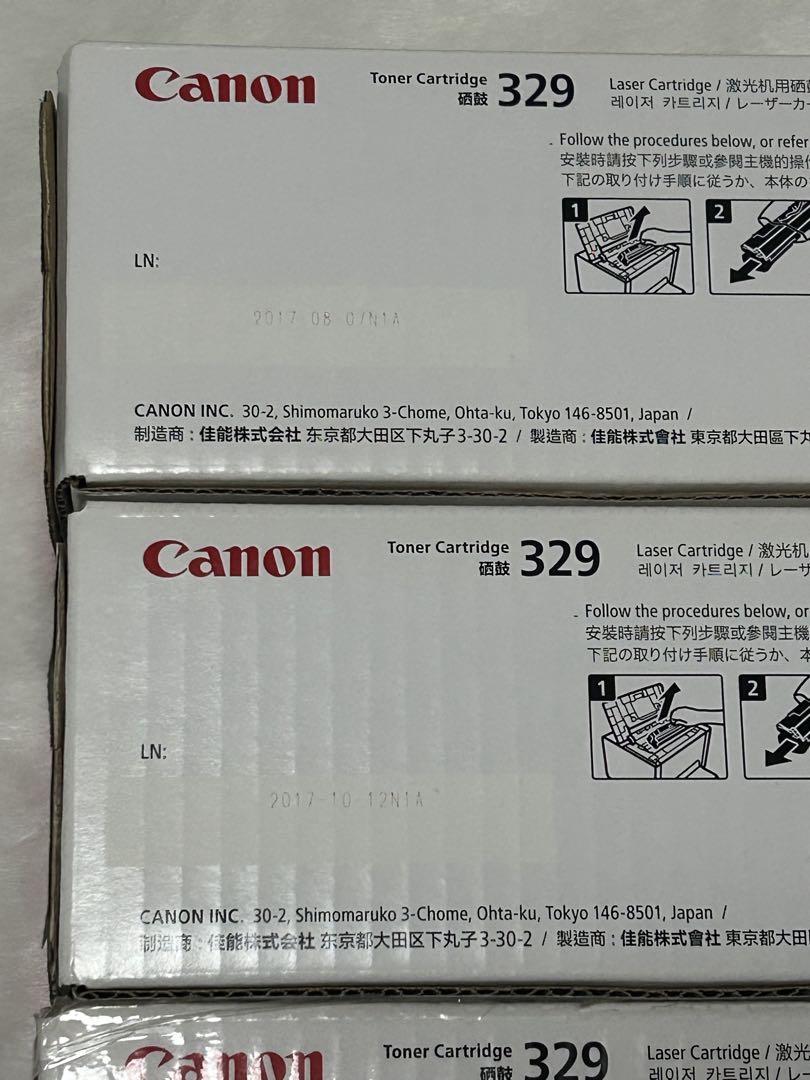 Canon
Toner Cartridge 329
硒鼓
Laser Cartridge / 激光机用硒鼓
레이저 카트리지 / レーザーカー
Follow the procedures below, or refer
安裝時請按下列步驟或參閱主機的操作
下記の取り付け手順に従うか、本体の
1
2
LN:
2017 08 07N1A
CANON INC. 30-2, Shimomaruko 3-Chome, Ohta-ku, Tokyo 146-8501, Japan /
制造商 : 佳能株式会社 东京都大田区下丸子3-30-2 / 製造商 : 佳能株式會社 東京都大田區下丸
Canon
Toner Cartridge 329
硒鼓
Laser Cartridge / 激光机
레이저 카트리지 / レーザ
Follow the procedures below, or
安裝時請按下列步驟或參閱主機
下記の取り付け手順に従うか、本
1
2
LN:
2017-10 12N1A
CANON INC. 30-2, Shimomaruko 3-Chome, Ohta-ku, Tokyo 146-8501, Japan /
制造商 : 佳能株式会社 东京都大田区下丸子3-30-2 / 製造商 : 佳能株式會社 東京都大田
Canon
Toner Cartridge 329
硒鼓
Laser Cartridge / 激光
레이저 카트리지 / レー